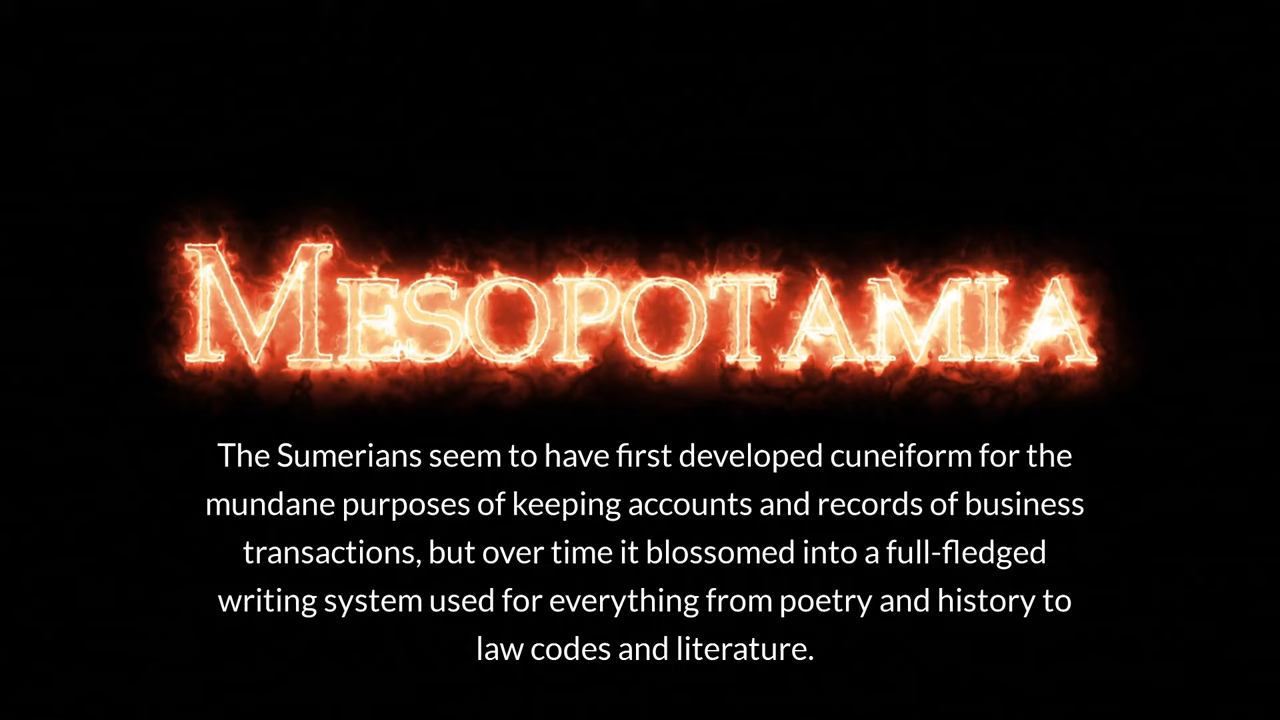 MESOPOTAMIA
The Sumerians seem to have first developed cuneiform for the
mundane purposes of keeping accounts and records of business
transactions, but over time it blossomed into a full-fledged
writing system used for everything from poetry and history to
law codes and literature.